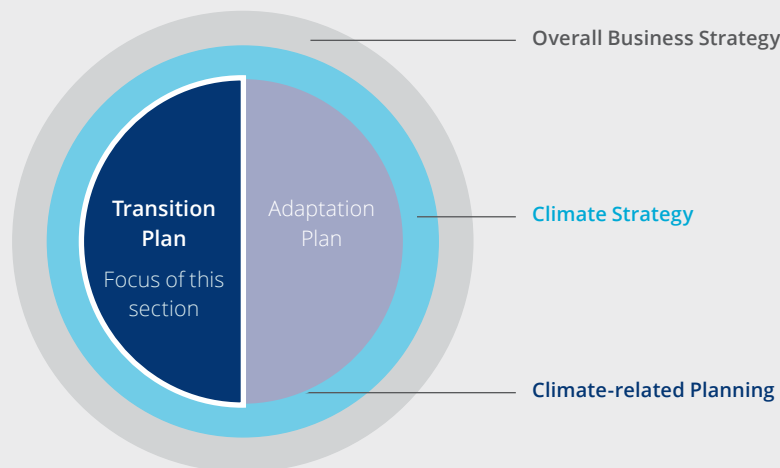 Overall Business Strategy
Transition
Plan
Focus of this
section
Adaptation
Plan
Climate Strategy
Climate-related Planning